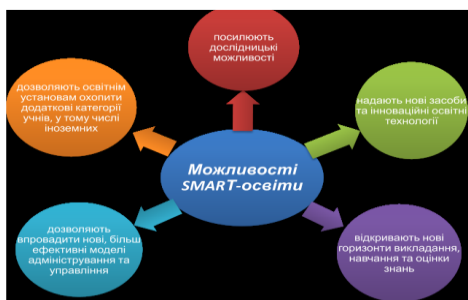 посилюють
дослідницькі
можливості
дозволяють освітнім
установам охопити
додаткові категорії
учнів, у тому числі
іноземних
надають нові засоби
та інноваційні освітні
технології
Можливості
SMART-освіти
дозволяють
впровадити нові, більш
ефективні моделі
адміністрування та
управління
відкривають нові
горизонти викладання,
навчання та оцінки
знань